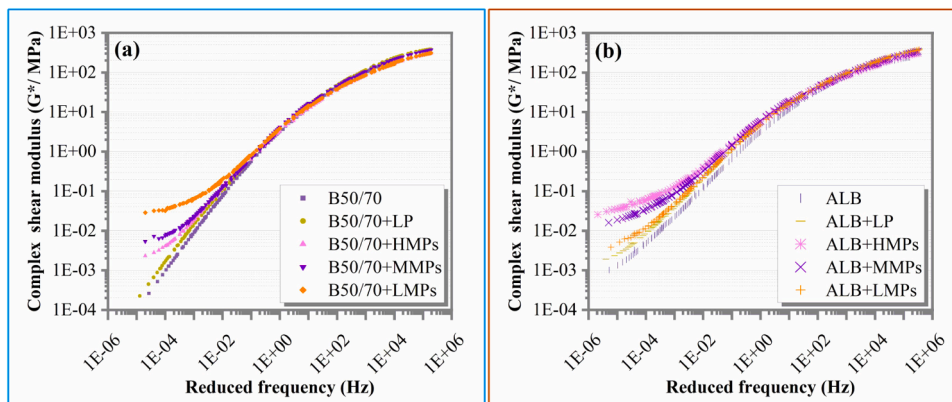 (a)
Complex shear modulus (G*/ MPa)
1E+03
1E+02
1E+01
1E+00
1E-01
1E-02
1E-03
1E-04
B50/70
B50/70+LP
B50/70+HMPs
B50/70+MMPs
B50/70+LMPs
1E-06
1E-04
1E-02
1E+00
1E+02
1E+04
1E+06
Reduced frequency (Hz)
(b)
Complex shear modulus (G*/ MPa)
1E+03
1E+02
1E+01
1E+00
1E-01
1E-02
1E-03
1E-04
ALB
ALB+LP
ALB+HMPs
ALB+MMPs
ALB+LMPs
1E-06
1E-04
1E-02
1E+00
1E+02
1E+04
1E+06
Reduced frequency (Hz)